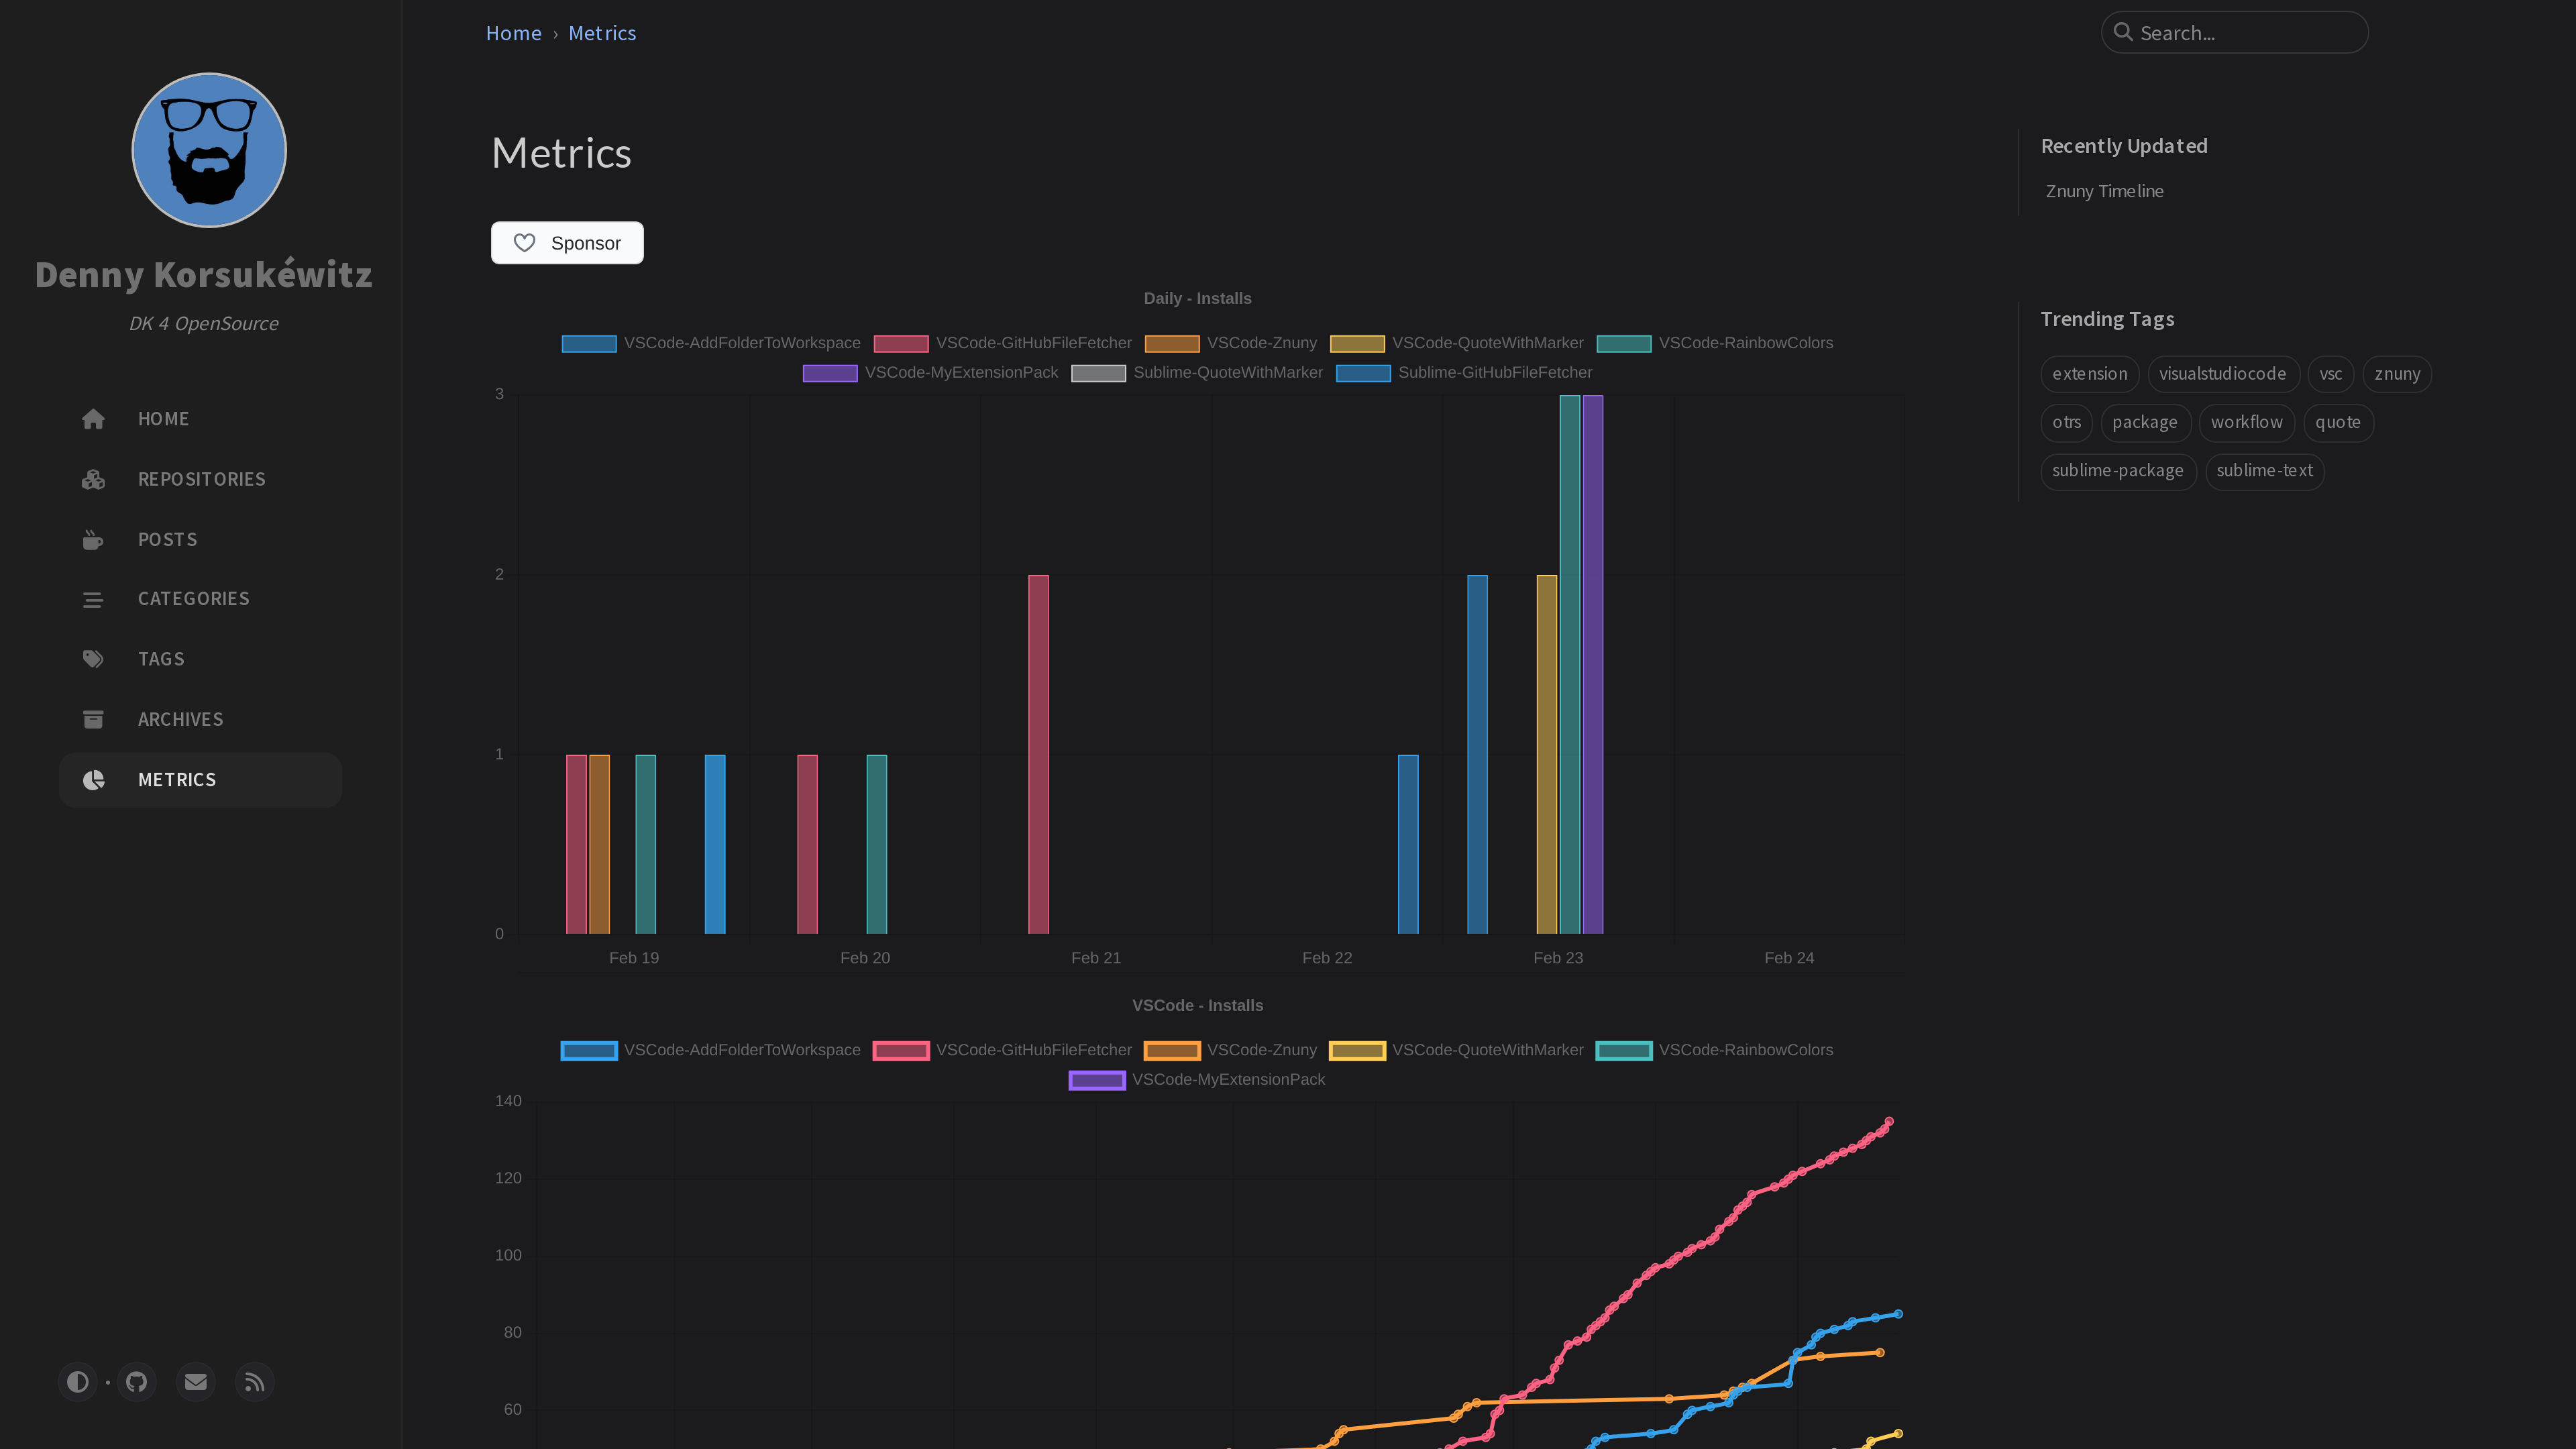 Denny Korsukéwitz
DK 4 OpenSource
HOME
REPOSITORIES
POSTS
CATEGORIES
TAGS
ARCHIVES
METRICS
Home › Metrics
Search...
Metrics
Sponsor
Daily - Installs
VSCode-AddFolderToWorkspace VSCode-GitHubFileFetcher VSCode-Znuny VSCode-QuoteWithMarker VSCode-RainbowColors
VSCode-MyExtensionPack Sublime-QuoteWithMarker Sublime-GitHubFileFetcher
3
2
1
0
Feb 19 Feb 20 Feb 21 Feb 22 Feb 23 Feb 24
VSCode - Installs
VSCode-AddFolderToWorkspace VSCode-GitHubFileFetcher VSCode-Znuny VSCode-QuoteWithMarker VSCode-RainbowColors
VSCode-MyExtensionPack
140
120
100
80
60
Recently Updated
Znuny Timeline
Trending Tags
extension visualstudiocode vsc znuny
otrs package workflow quote
sublime-package sublime-text